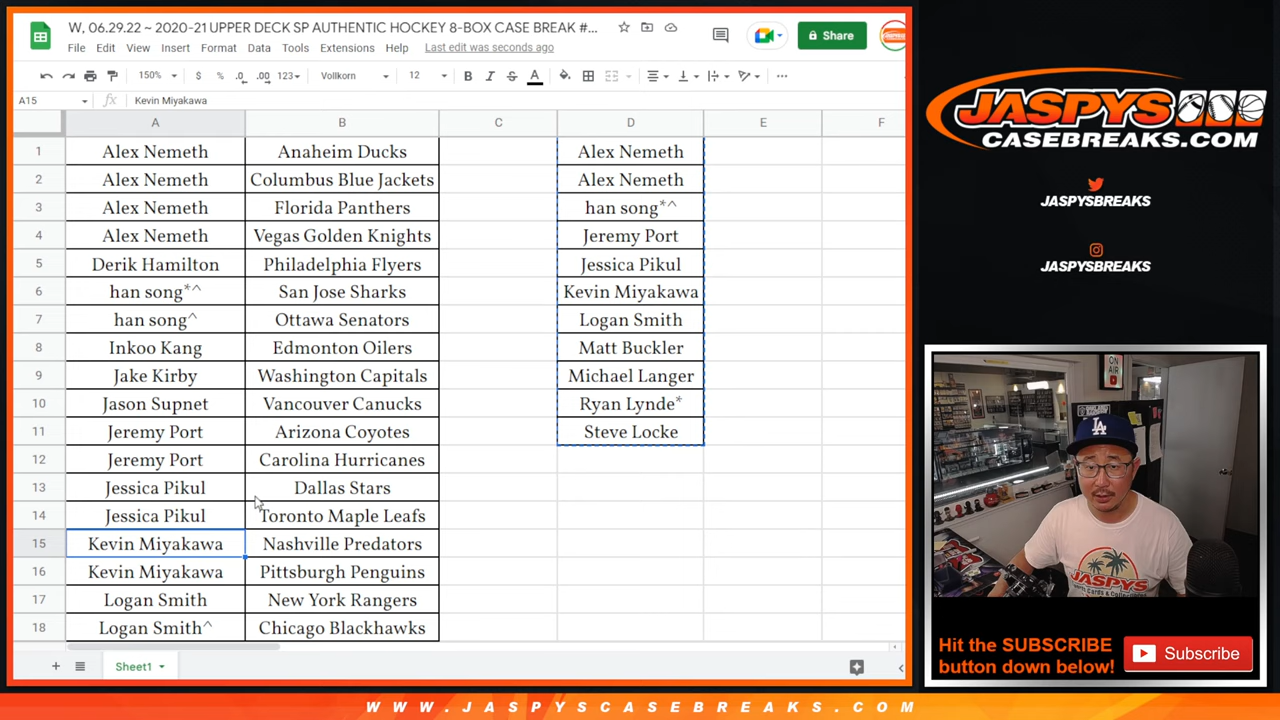 W, 06.29.22 ~ 2020-21 UPPER DECK SP AUTHENTIC HOCKEY 8-BOX CASE BREAK #...
File Edit View Insert Format Data Tools Extensions Help Last edit was seconds ago
Share
150% $ % .0 .00 123 Vollkorn 12 B I S A
A15 fx Kevin Miyakawa
A B C D E F
1 Alex Nemeth Anaheim Ducks Alex Nemeth
2 Alex Nemeth Columbus Blue Jackets Alex Nemeth
3 Alex Nemeth Florida Panthers han song*^
4 Alex Nemeth Vegas Golden Knights Jeremy Port
5 Derik Hamilton Philadelphia Flyers Jessica Pikul
6 han song*^ San Jose Sharks Kevin Miyakawa
7 han song^ Ottawa Senators Logan Smith
8 Inkoo Kang Edmonton Oilers Matt Buckler
9 Jake Kirby Washington Capitals Michael Langer
10 Jason Supnet Vancouver Canucks Ryan Lynde*
11 Jeremy Port Arizona Coyotes Steve Locke
12 Jeremy Port Carolina Hurricanes
13 Jessica Pikul Dallas Stars
14 Jessica Pikul Toronto Maple Leafs
15 Kevin Miyakawa Nashville Predators
16 Kevin Miyakawa Pittsburgh Penguins
17 Logan Smith New York Rangers
18 Logan Smith^ Chicago Blackhawks
Sheet1
JASPYS
CASEBREAKS.COM
JASPYSBREAKS
JASPYSBREAKS
ON AIR
LA
JASPYS
Hit the SUBSCRIBE
button down below!
Subscribe
WWW.JASPYSCASEBREAKS.COM